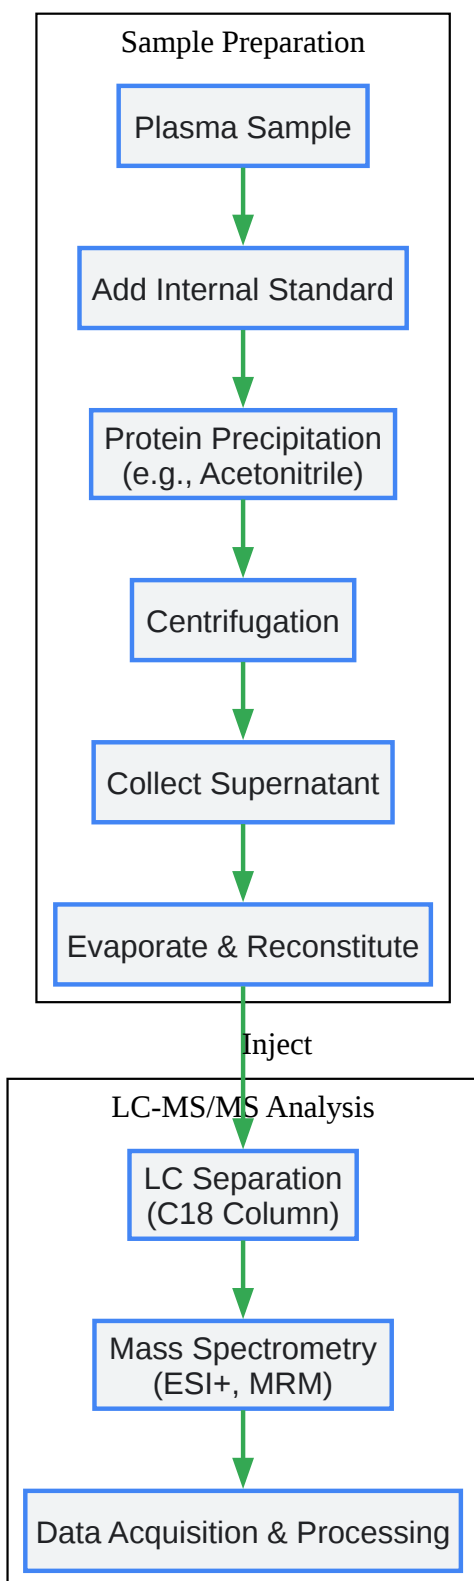 Sample Preparation
Plasma Sample
Add Internal Standard
Protein Precipitation
(e.g., Acetonitrile)
Centrifugation
Collect Supernatant
Evaporate & Reconstitute
Inject
LC-MS/MS Analysis
LC Separation
(C18 Column)
Mass Spectrometry
(ESI+, MRM)
Data Acquisition & Processing